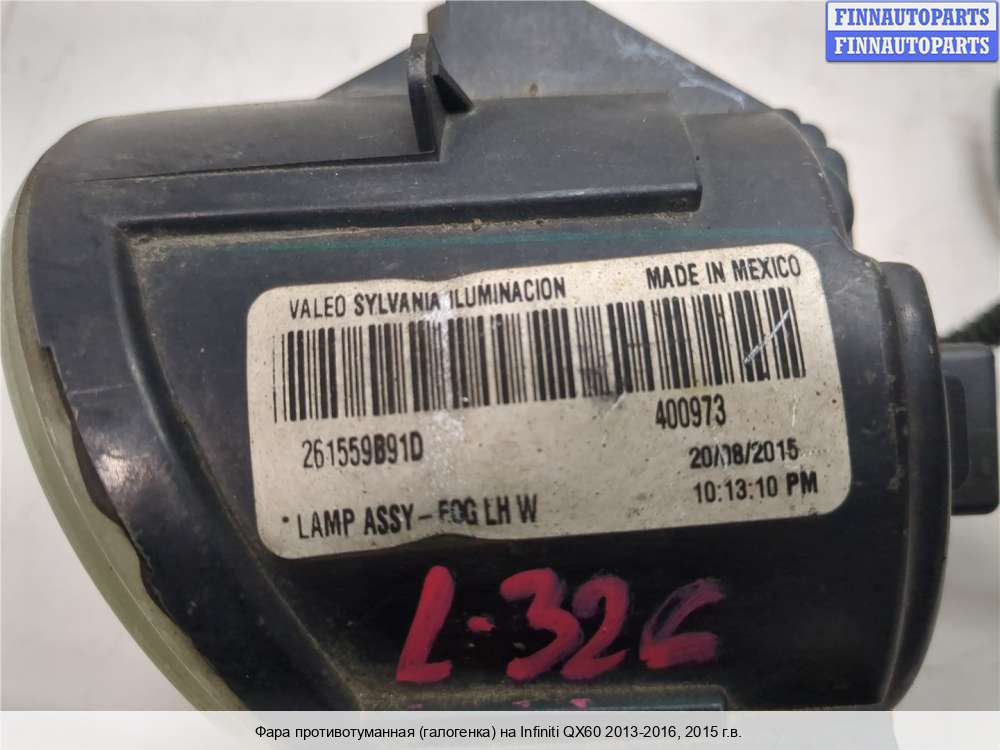 FINNAUTOPARTS
FINNAUTOPARTS
VALEO SYLVANIA ILUMINACION MADE IN MEXICO
261559B91D 400973
20/08/2015
10:13:10 PM
LAMP ASSY - FOG LH W
L-32C
Фара противотуманная (галогенка) на Infiniti QX60 2013-2016, 2015 г.в.